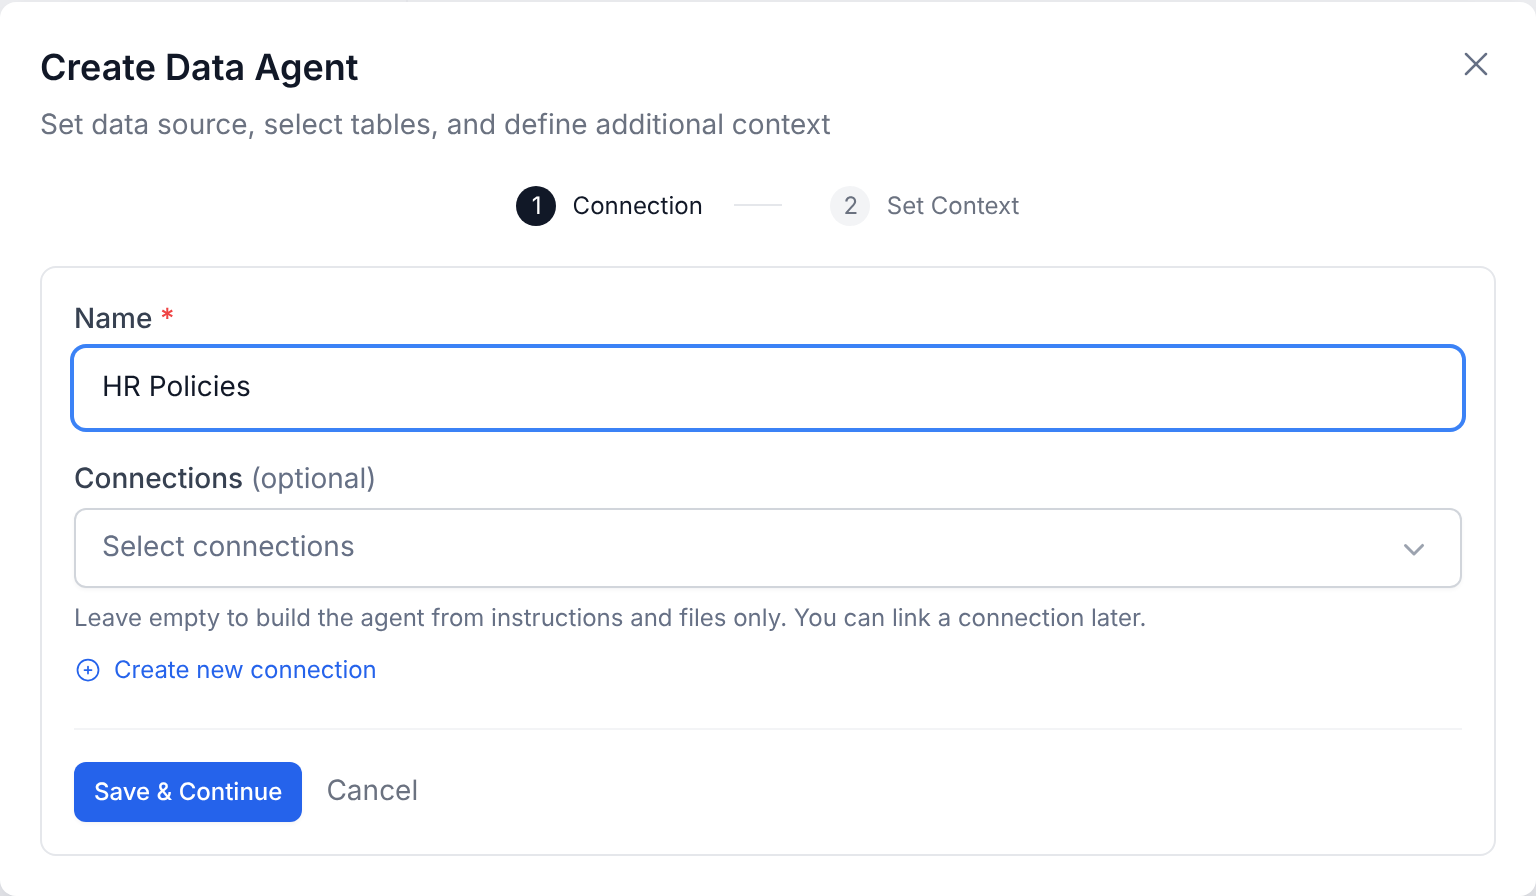 Create Data Agent
Set data source, select tables, and define additional context
1 Connection 2 Set Context
Name *
HR Policies
Connections (optional)
Select connections
Leave empty to build the agent from instructions and files only. You can link a connection later.
Create new connection
Save & Continue Cancel